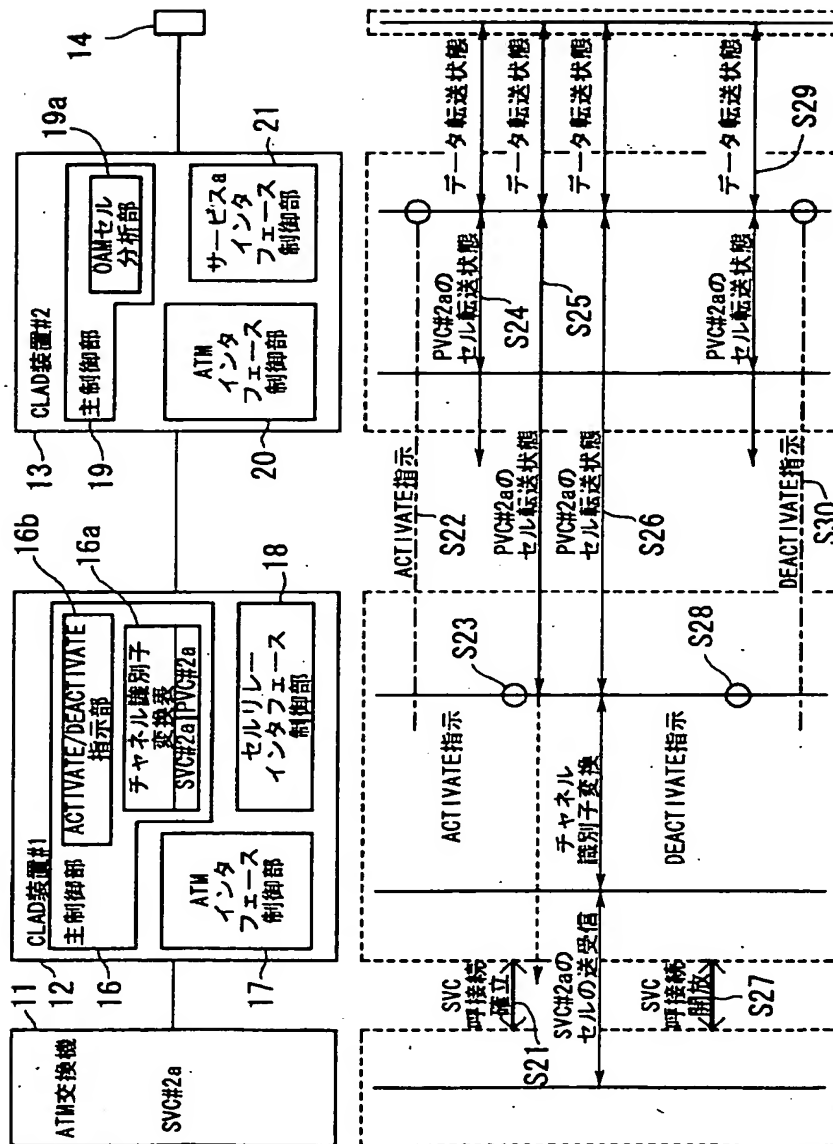 11
ATM交換機
SVC#2a
12
CLAD装置#1
16
主制御部
16b
ACTIVATE/DEACTIVATE
指示部
16a
チャネル識別子
変換表
SVC#2a
PVC#2a
17
ATM
インタ
フェース
制御部
18
セルリレー
インタフェース
制御部
13
CLAD装置#2
19
主制御部
19a
OAMセル
分析部
20
ATM
インタ
フェース
制御部
21
サービスa
インタ
フェース
制御部
14
SVC
呼接続
確立
S21
ACTIVATE指示
S22
ACTIVATE指示
S23
PVC#2aの
セル転送状態
S24
データ転送状態
PVC#2aの
セル転送状態
S25
データ転送状態
SVC#2aの
セルの送受信
チャネル
識別子変換
PVC#2aの
セル転送状態
S26
データ転送状態
SVC
呼接続
開放
S27
DEACTIVATE指示
S28
PVC#2aの
セル転送状態
データ転送状態
S29
DEACTIVATE指示
S30